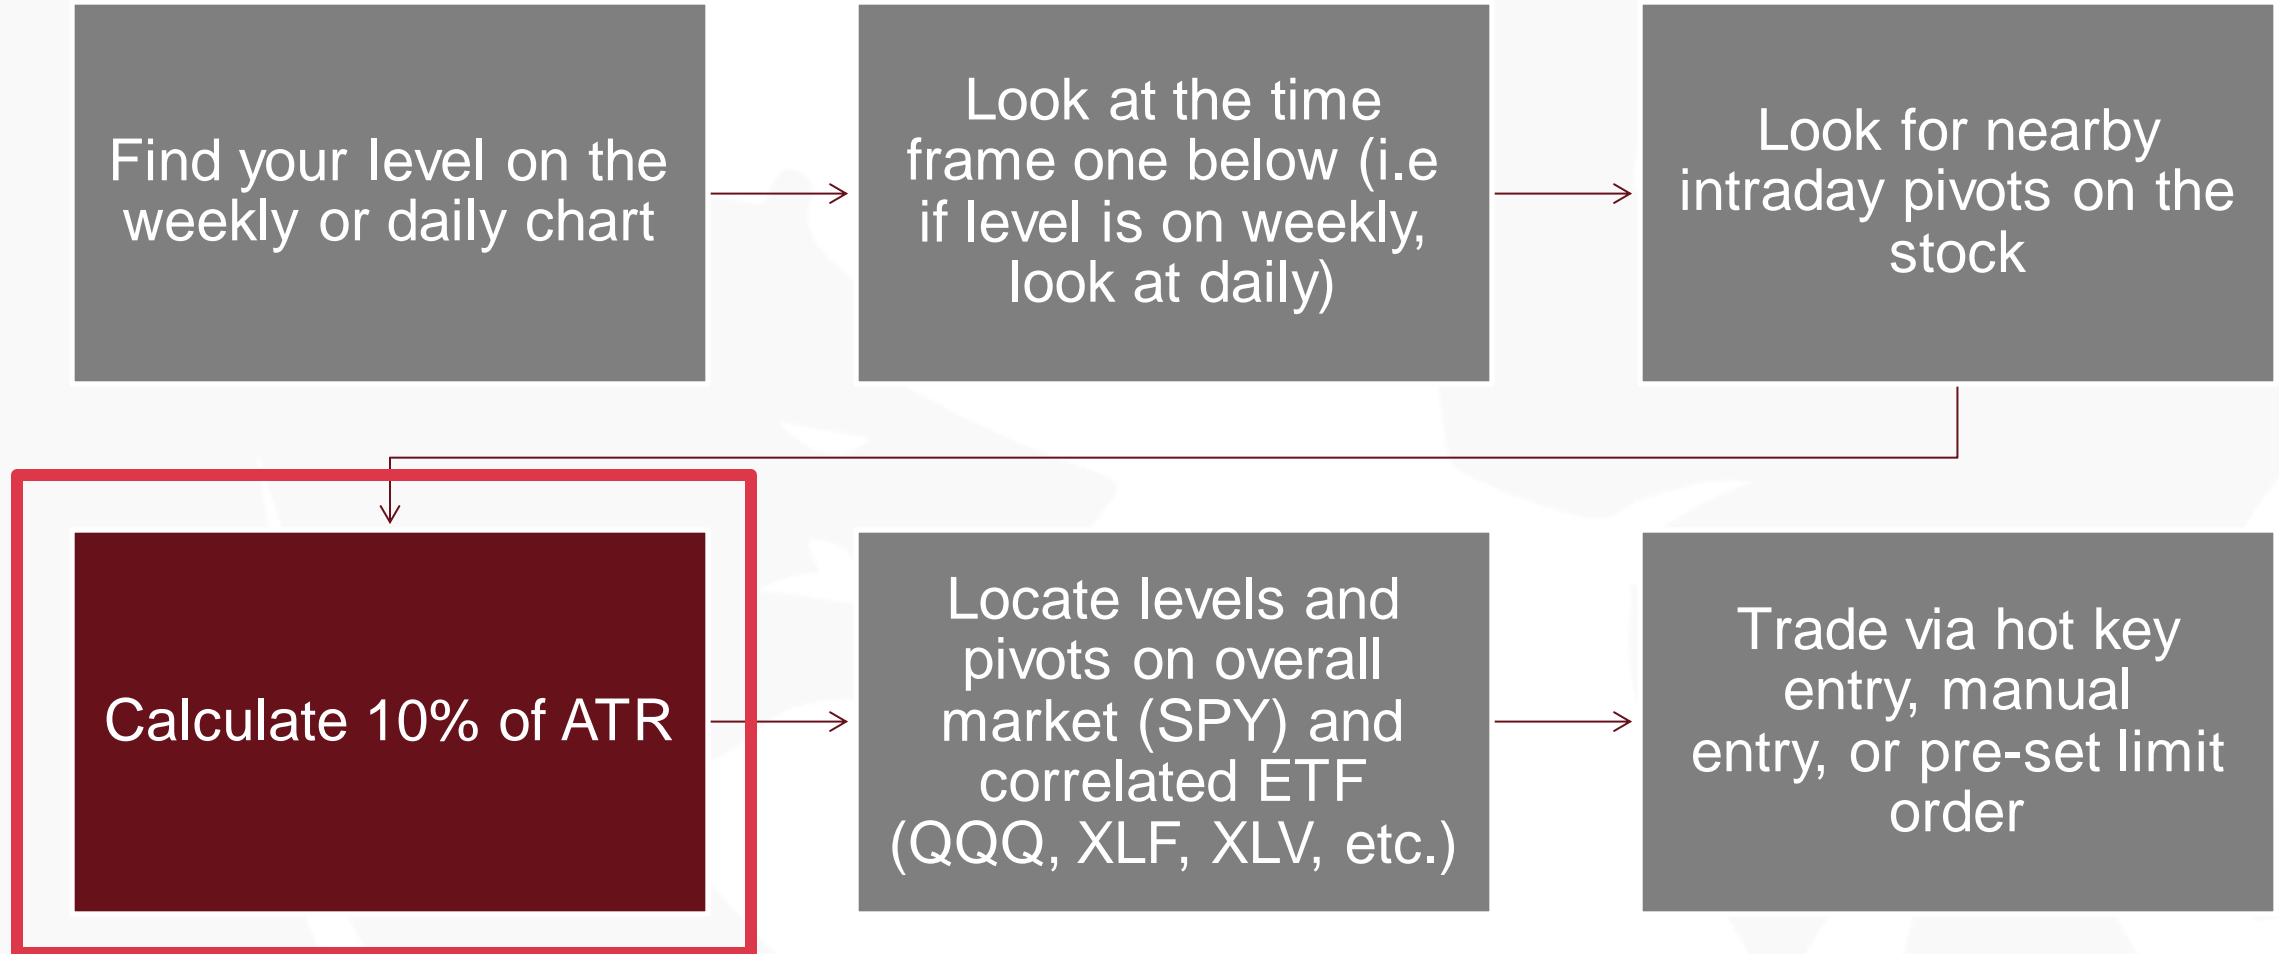 Find your level on the
weekly or daily chart
Look at the time
frame one below (i.e
if level is on weekly,
look at daily)
Look for nearby
intraday pivots on the
stock
Calculate 10% of ATR
Locate levels and
pivots on overall
market (SPY) and
correlated ETF
(QQQ, XLF, XLV, etc.)
Trade via hot key
entry, manual
entry, or pre-set limit
order